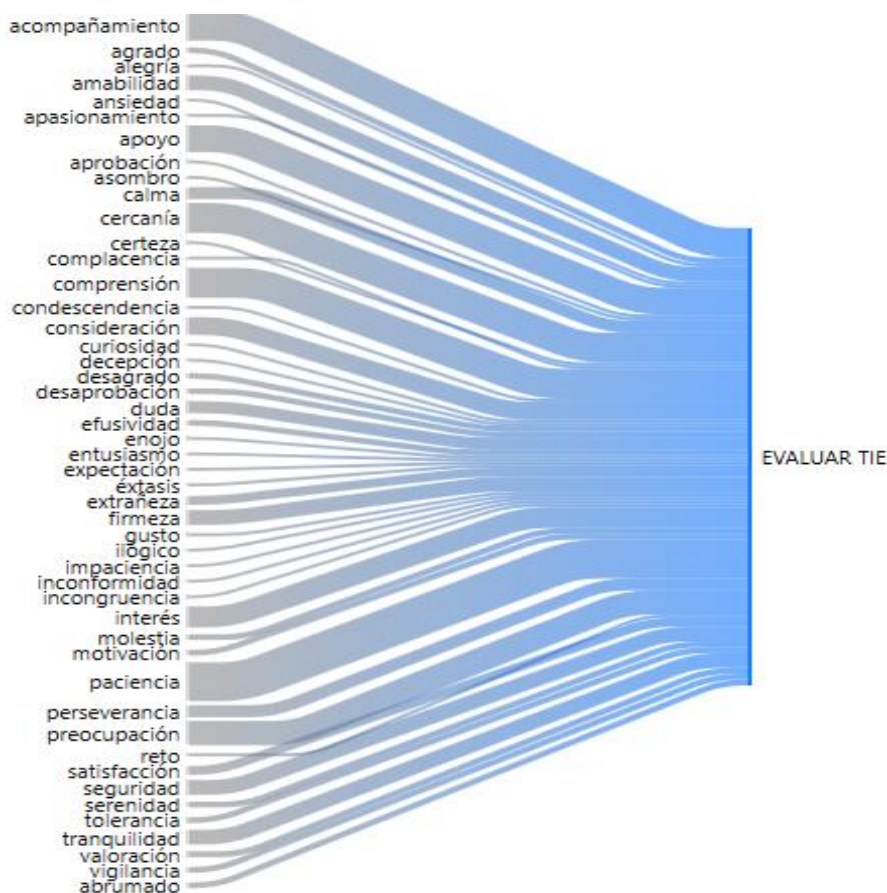 acompañamiento
agrado
alegría
amabilidad
ansiedad
apasionamiento
apoyo
aprobación
asombro
calma
cercanía
certeza
complacencia
comprensión
condescendencia
consideración
curiosidad
decepción
desagrado
desaprobación
duda
efusividad
enojo
entusiasmo
expectación
éxtasis
extrañeza
firmeza
gusto
ilógico
impaciencia
inconformidad
incongruencia
interés
molestia
motivación
paciencia
perseverancia
preocupación
reto
satisfacción
seguridad
serenidad
tolerancia
tranquilidad
valoración
vigilancia
abrumado
EVALUAR TIE